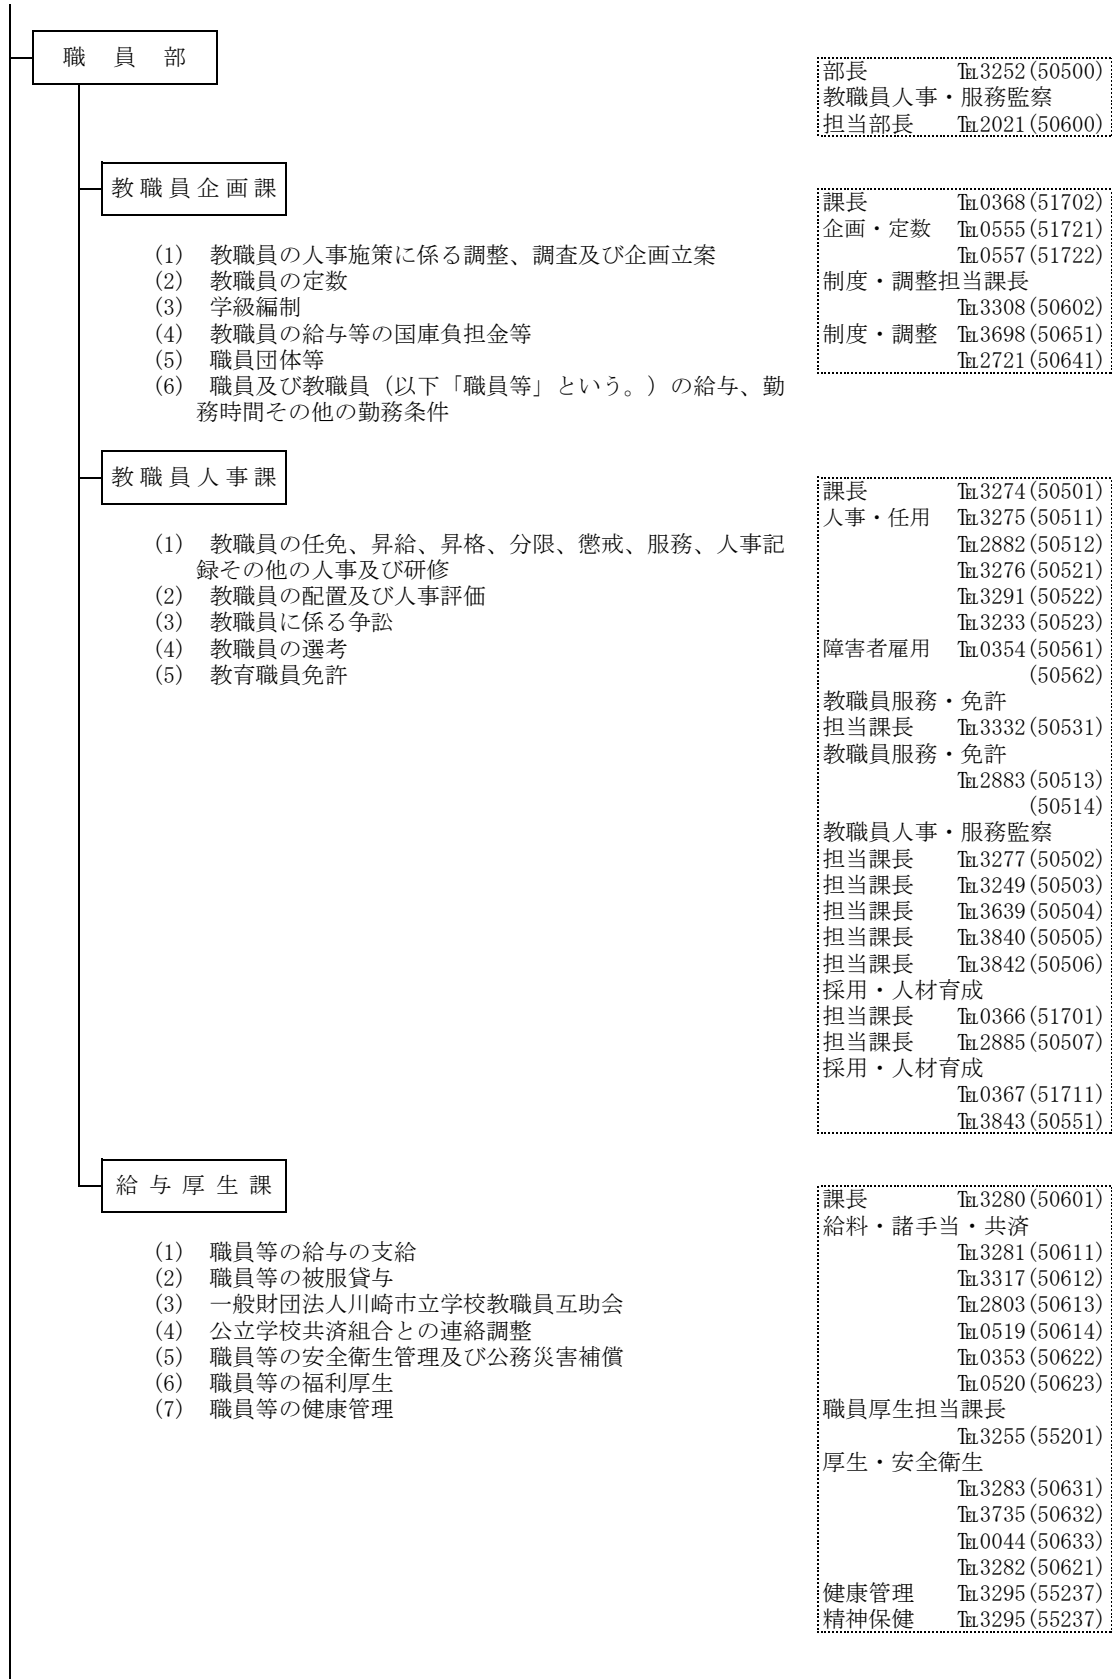 職員部
部長 ℡3252(50500)
教職員人事・服務監察
担当部長 ℡2021(50600)
教職員企画課
課長 ℡0368(51702)
企画・定数 ℡0555(51721)
℡0557(51722)
制度・調整担当課長
℡3308(50602)
制度・調整 ℡3698(50651)
℡2721(50641)
(1) 教職員の人事施策に係る調整、調査及び企画立案
(2) 教職員の定数
(3) 学級編制
(4) 教職員の給与等の国庫負担金等
(5) 職員団体等
(6) 職員及び教職員（以下「職員等」という。）の給与、勤
務時間その他の勤務条件
教職員人事課
課長 ℡3274(50501)
人事・任用 ℡3275(50511)
℡2882(50512)
℡3276(50521)
℡3291(50522)
℡3233(50523)
障害者雇用 ℡0354(50561)
(50562)
教職員服務・免許
担当課長 ℡3332(50531)
教職員服務・免許
℡2883(50513)
(50514)
教職員人事・服務監察
担当課長 ℡3277(50502)
担当課長 ℡3249(50503)
担当課長 ℡3639(50504)
担当課長 ℡3840(50505)
担当課長 ℡3842(50506)
採用・人材育成
担当課長 ℡0366(51701)
担当課長 ℡2885(50507)
採用・人材育成
℡0367(51711)
℡3843(50551)
(1) 教職員の任免、昇給、昇格、分限、懲戒、服務、人事記
録その他の人事及び研修
(2) 教職員の配置及び人事評価
(3) 教職員に係る争訟
(4) 教職員の選考
(5) 教育職員免許
給与厚生課
課長 ℡3280(50601)
給料・諸手当・共済
℡3281(50611)
℡3317(50612)
℡2803(50613)
℡0519(50614)
℡0353(50622)
℡0520(50623)
職員厚生担当課長
℡3255(55201)
厚生・安全衛生
℡3283(50631)
℡3735(50632)
℡0044(50633)
℡3282(50621)
健康管理 ℡3295(55237)
精神保健 ℡3295(55237)
(1) 職員等の給与の支給
(2) 職員等の被服貸与
(3) 一般財団法人川崎市立学校教職員互助会
(4) 公立学校共済組合との連絡調整
(5) 職員等の安全衛生管理及び公務災害補償
(6) 職員等の福利厚生
(7) 職員等の健康管理